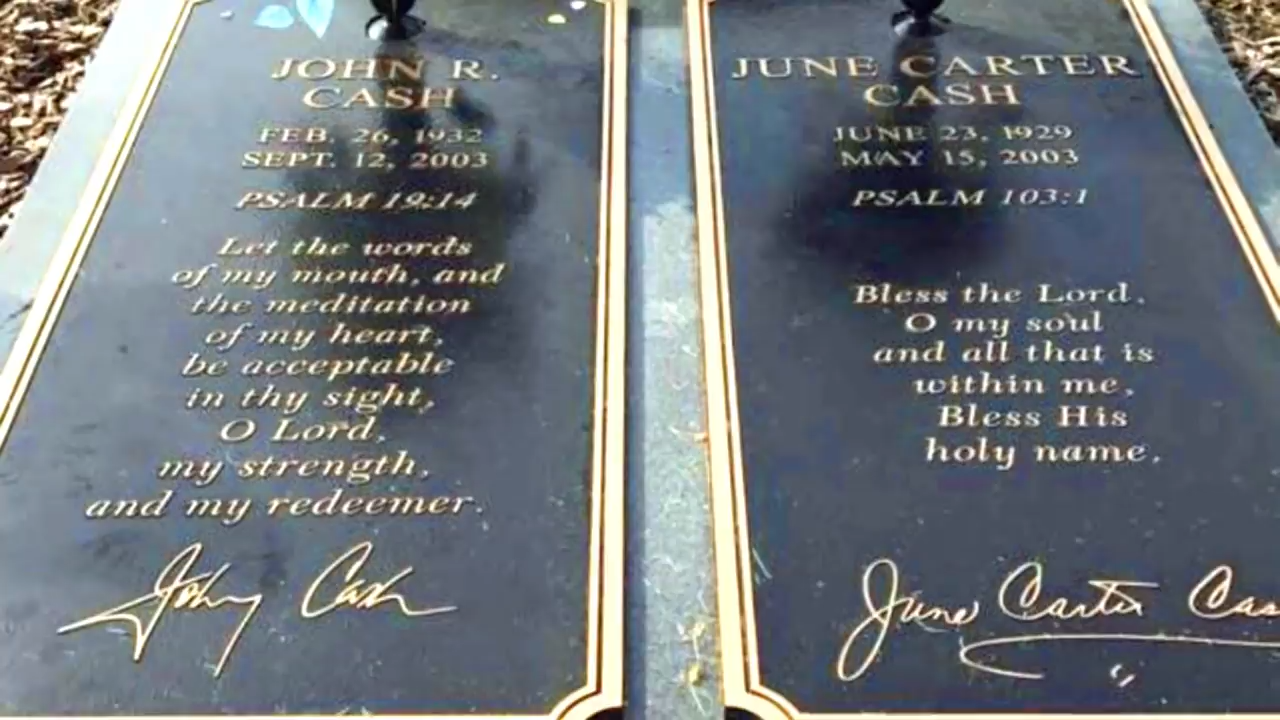 JOHN R.
CASH
FEB. 26, 1932
SEPT. 12, 2003
PSALM 19:14
Let the words
of my mouth, and
the meditation
of my heart,
be acceptable
in thy sight,
O Lord,
my strength,
and my redeemer.
Johnny Cash
JUNE CARTER
CASH
JUNE 23, 1929
MAY 15, 2003
PSALM 103:1
Bless the Lord,
O my soul
and all that is
within me,
Bless His
holy name.
June Carter Cas